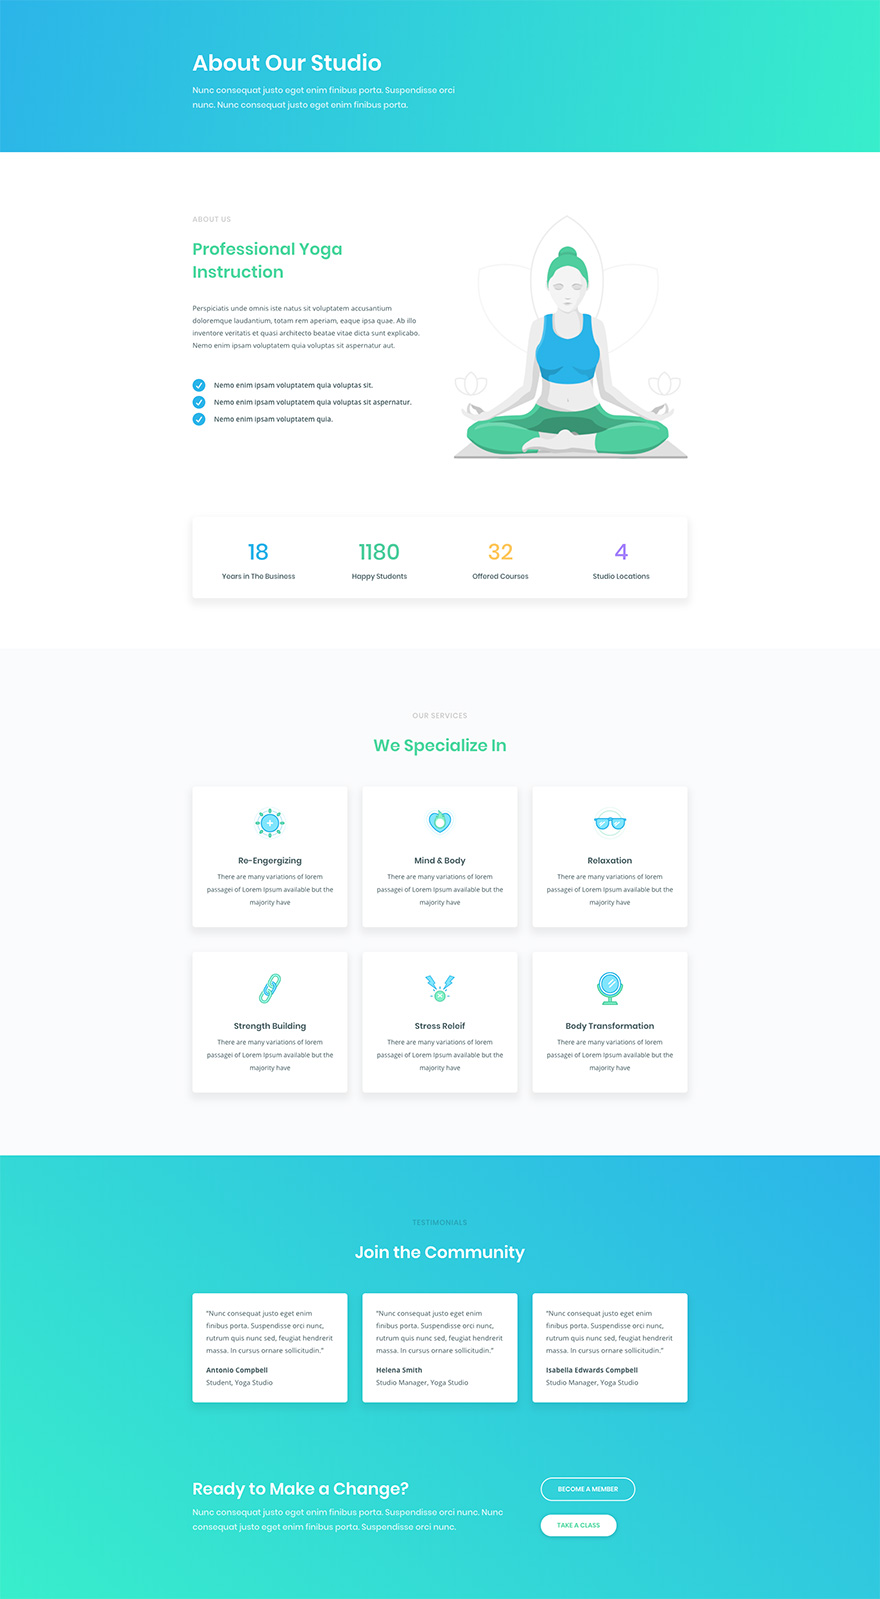 About Our Studio
Nunc consequat justo eget enim finibus porta. Suspendisse orci
nunc. Nunc consequat justo eget enim finibus porta.
ABOUT US
Professional Yoga
Instruction
Perspiciatis unde omnis iste natus sit voluptatem accusantium
doloremque laudantium, totam rem aperiam, eaque ipsa quae. Ab illo
inventore veritatis et quasi architecto beatae vitae dicta sunt explicabo.
Nemo enim ipsam voluptatem quia voluptas sit aspernatur aut.
Nemo enim ipsam voluptatem quia voluptas sit.
Nemo enim ipsam voluptatem quia voluptas sit aspernatur.
Nemo enim ipsam voluptatem quia.
18
Years in The Business
1180
Happy Students
32
Offered Courses
4
Studio Locations
OUR SERVICES
We Specialize In
Re-Engergizing
There are many variations of lorem
passagei of Lorem Ipsum available but the
majority have
Mind & Body
There are many variations of lorem
passagei of Lorem Ipsum available but the
majority have
Relaxation
There are many variations of lorem
passagei of Lorem Ipsum available but the
majority have
Strength Building
There are many variations of lorem
passagei of Lorem Ipsum available but the
majority have
Stress Releif
There are many variations of lorem
passagei of Lorem Ipsum available but the
majority have
Body Transformation
There are many variations of lorem
passagei of Lorem Ipsum available but the
majority have
TESTIMONIALS
Join the Community
“Nunc consequat justo eget enim
finibus porta. Suspendisse orci nunc,
rutrum quis nunc sed, feugiat hendrerit
massa. In cursus ornare sollicitudin.”
Antonio Compbell
Student, Yoga Studio
“Nunc consequat justo eget enim
finibus porta. Suspendisse orci nunc,
rutrum quis nunc sed, feugiat hendrerit
massa. In cursus ornare sollicitudin.”
Helena Smith
Studio Manager, Yoga Studio
“Nunc consequat justo eget enim
finibus porta. Suspendisse orci nunc,
rutrum quis nunc sed, feugiat hendrerit
massa. In cursus ornare sollicitudin.”
Isabella Edwards Compbell
Studio Manager, Yoga Studio
Ready to Make a Change?
Nunc consequat justo eget enim finibus porta. Suspendisse orci nunc. Nunc
consequat justo eget enim finibus porta. Suspendisse orci nunc.
BECOME A MEMBER
TAKE A CLASS